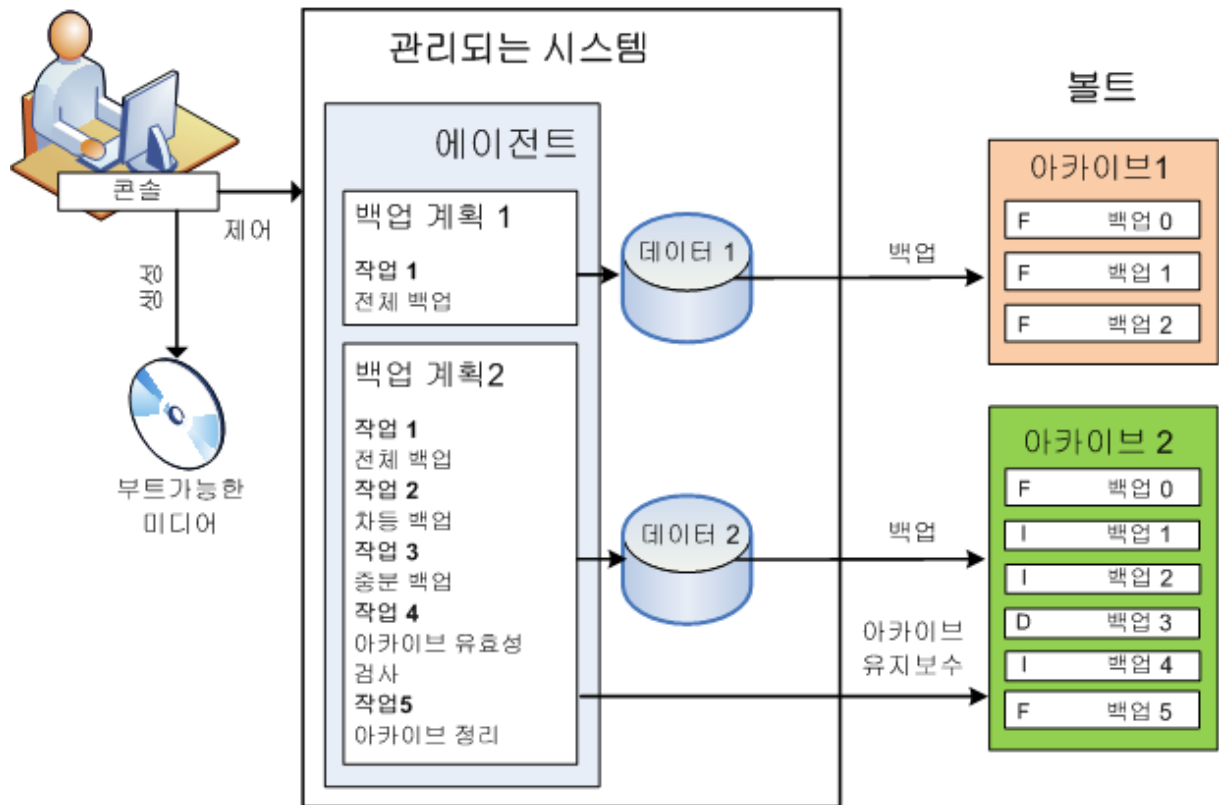 관리되는 시스템
볼트
콘솔
제어
생성
부트가능한
미디어
에이전트
백업 계획 1
작업 1
전체 백업
백업 계획2
작업 1
전체 백업
작업 2
차등 백업
작업 3
중분 백업
작업 4
아카이브 유효성
검사
작업5
아카이브 정리
데이터 1
백업
데이터 2
백업
아카이브
유지보수
아카이브1
F 백업 0
F 백업 1
F 백업 2
아카이브 2
F 백업 0
I 백업 1
I 백업 2
D 백업 3
I 백업 4
F 백업 5